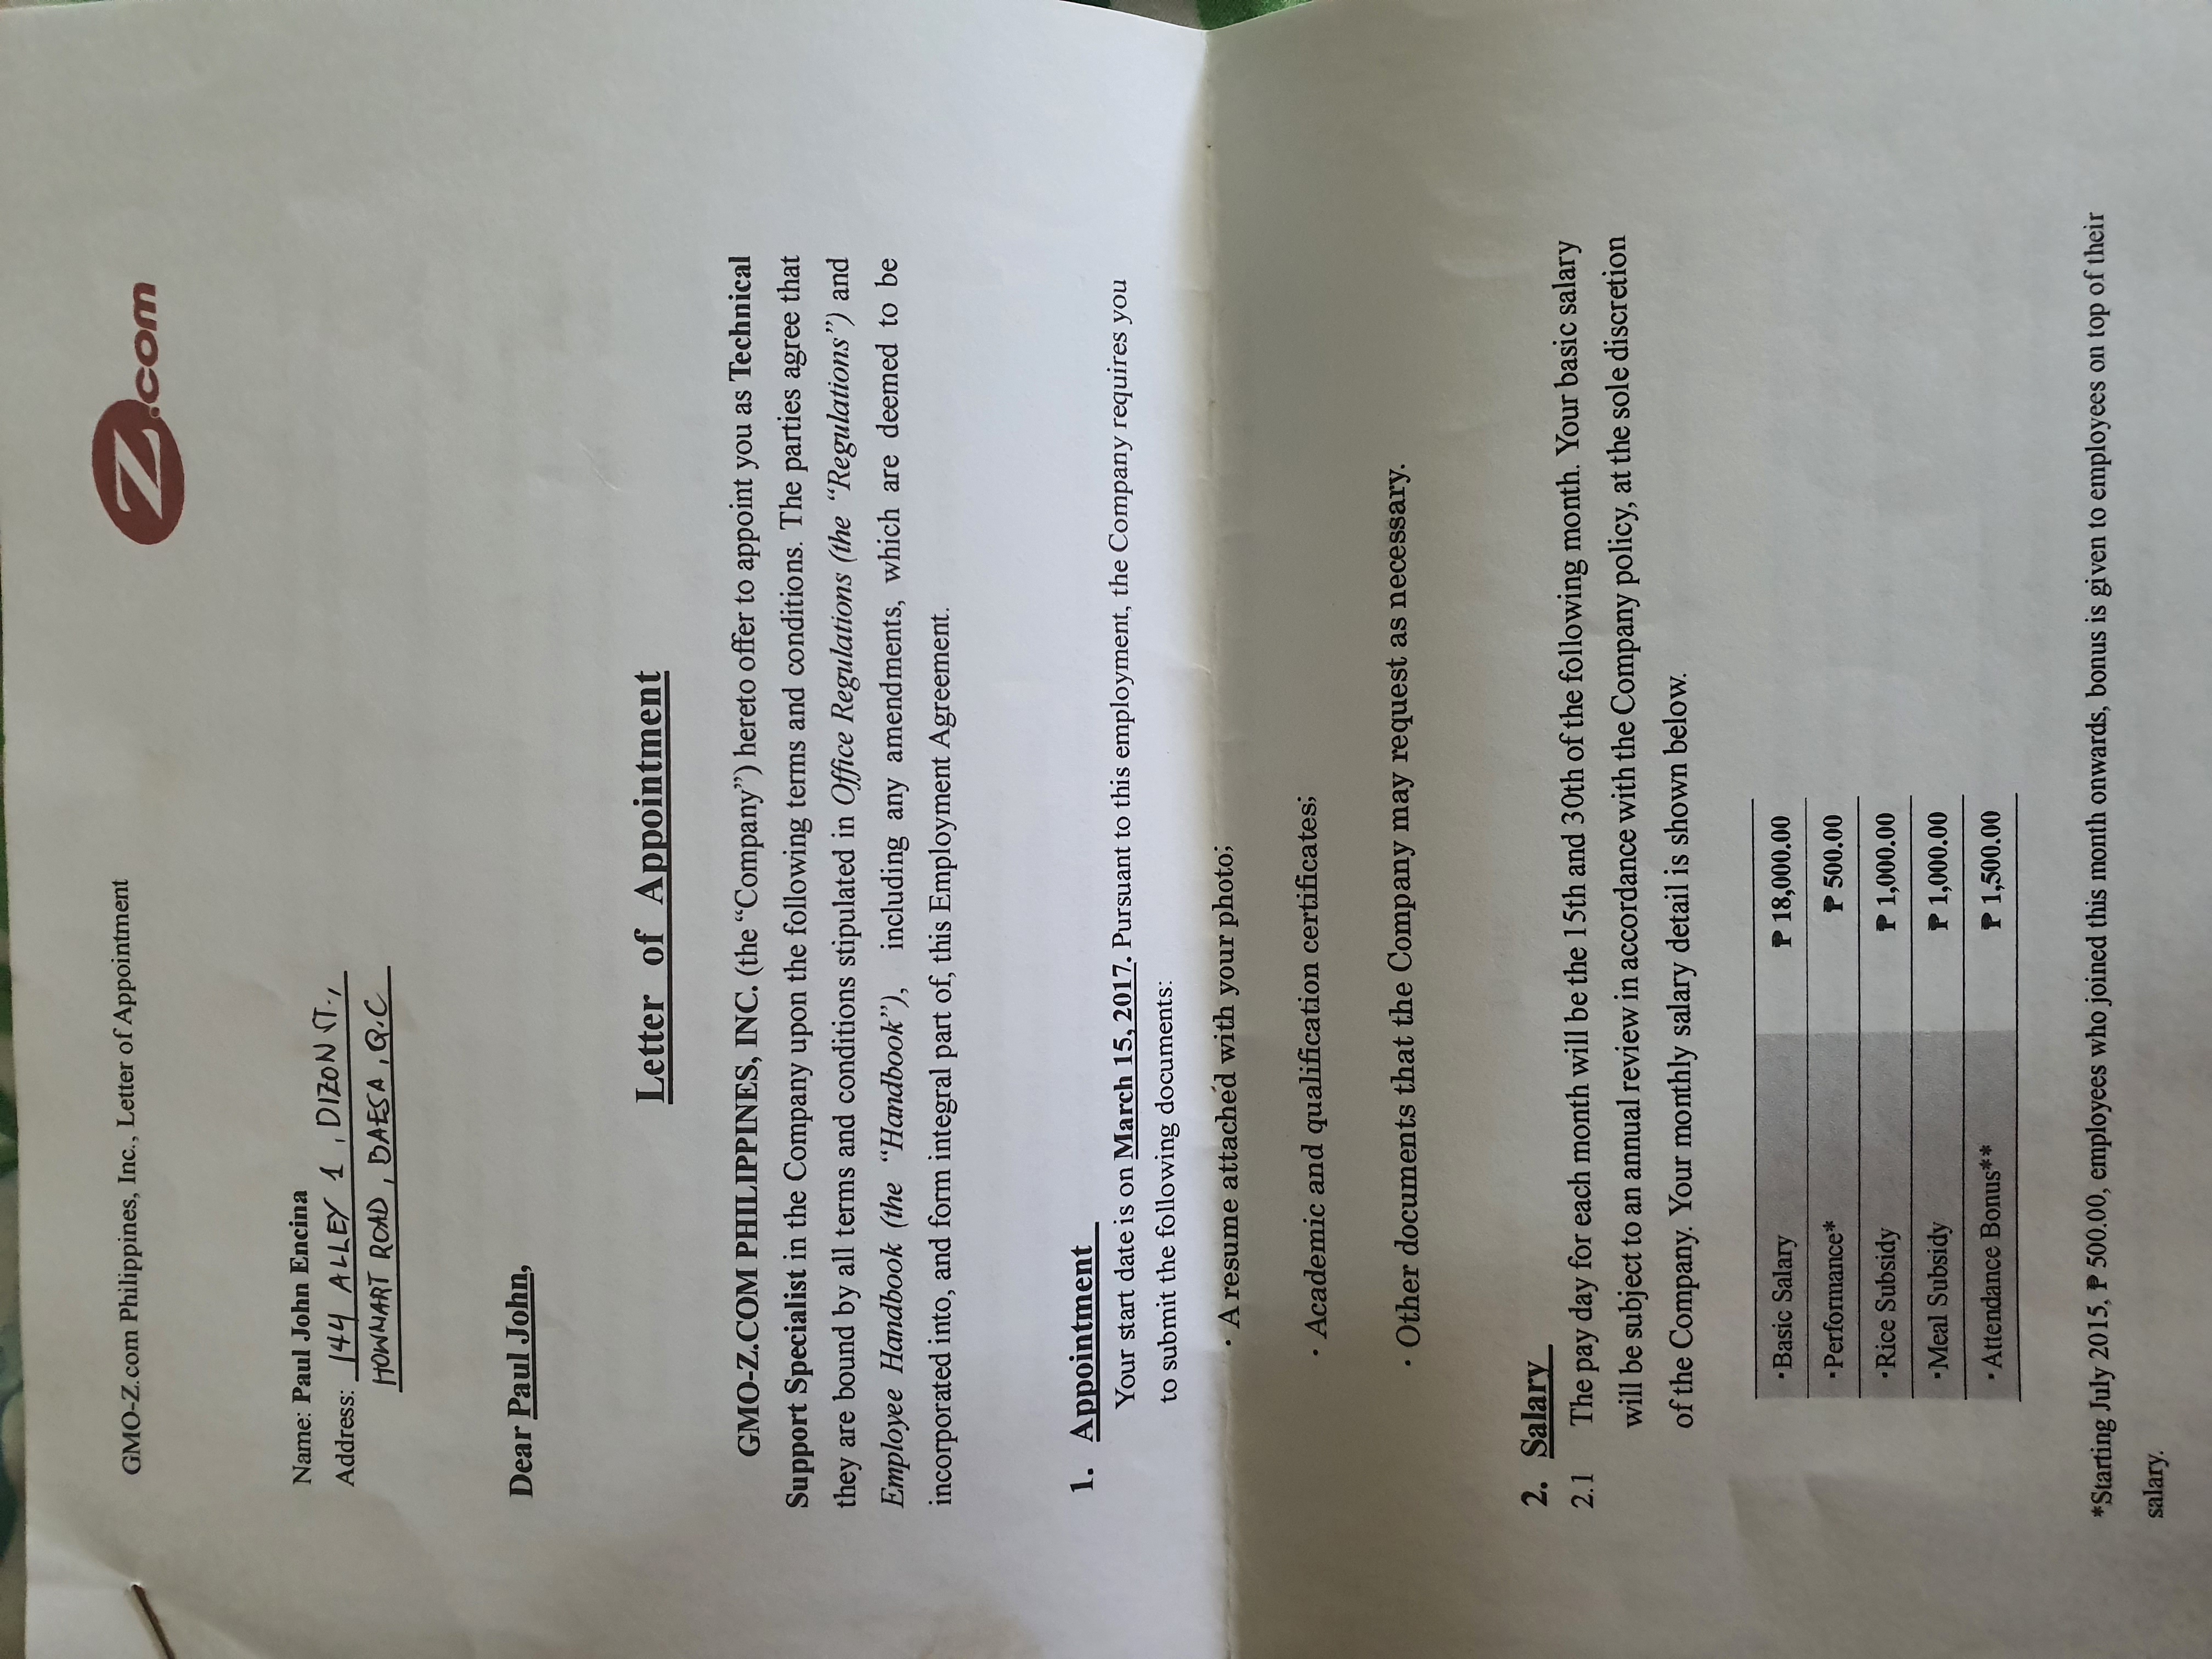 GMO-Z.com Philippines, Inc., Letter of Appointment
Z.com
Name: Paul John Encina
Address: 144 ALLEY 1, DIZON ST.,
HOWMART ROAD, BAESA, Q.C
Dear Paul John,
Letter of Appointment
GMO-Z.COM PHILIPPINES, INC. (the “Company”) hereto offer to appoint you as Technical
Support Specialist in the Company upon the following terms and conditions. The parties agree that
they are bound by all terms and conditions stipulated in Office Regulations (the “Regulations”) and
Employee Handbook (the “Handbook”), including any amendments, which are deemed to be
incorporated into, and form integral part of, this Employment Agreement.
1. Appointment
Your start date is on March 15, 2017. Pursuant to this employment, the Company requires you
to submit the following documents:
· A resume attached with your photo;
· Academic and qualification certificates;
· Other documents that the Company may request as necessary.
2. Salary
2.1 The pay day for each month will be the 15th and 30th of the following month. Your basic salary
will be subject to an annual review in accordance with the Company policy, at the sole discretion
of the Company. Your monthly salary detail is shown below.
·Basic Salary ₱ 18,000.00
·Performance* ₱ 500.00
·Rice Subsidy ₱ 1,000.00
·Meal Subsidy ₱ 1,000.00
·Attendance Bonus** ₱ 1,500.00
*Starting July 2015, ₱ 500.00, employees who joined this month onwards, bonus is given to employees on top of their
salary.